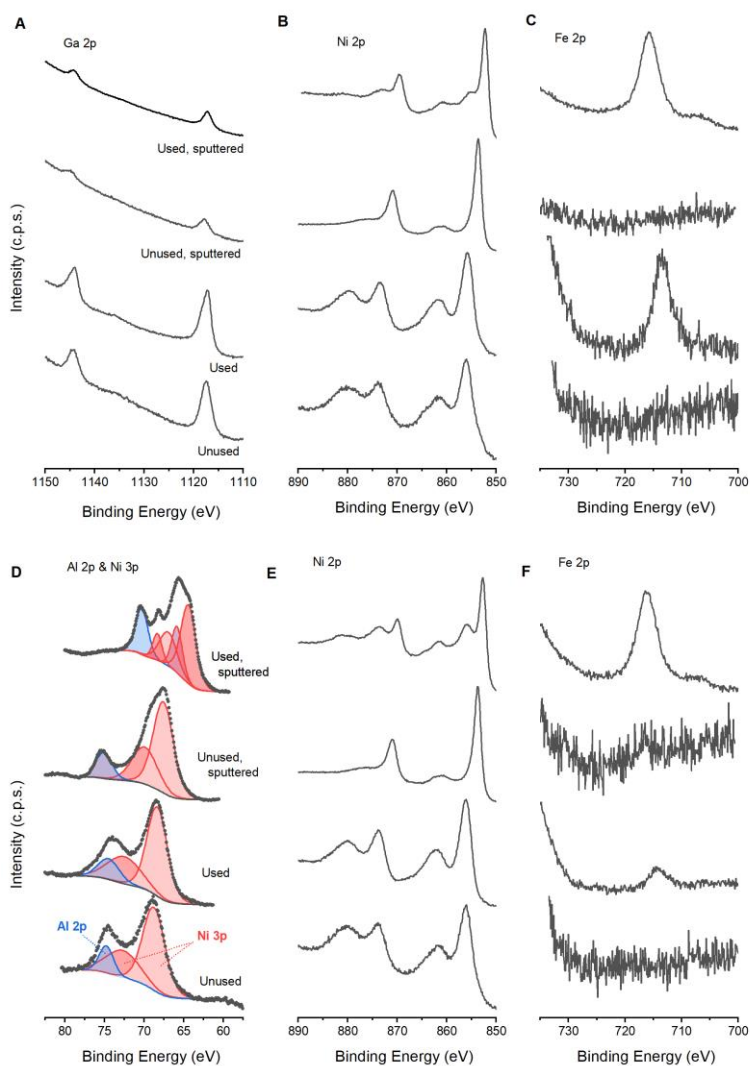 A
Ga 2p
Used, sputtered
Unused, sputtered
Used
Unused
Intensity (c.p.s.)
1150 1140 1130 1120 1110
Binding Energy (eV)
B
Ni 2p
890 880 870 860 850
Binding Energy (eV)
C
Fe 2p
730 720 710 700
Binding Energy (eV)
D
Al 2p & Ni 3p
Used,
sputtered
Unused,
sputtered
Used
Al 2p
Ni 3p
Unused
Intensity (c.p.s.)
80 75 70 65 60
Binding Energy (eV)
E
Ni 2p
890 880 870 860 850
Binding Energy (eV)
F
Fe 2p
730 720 710 700
Binding Energy (eV)